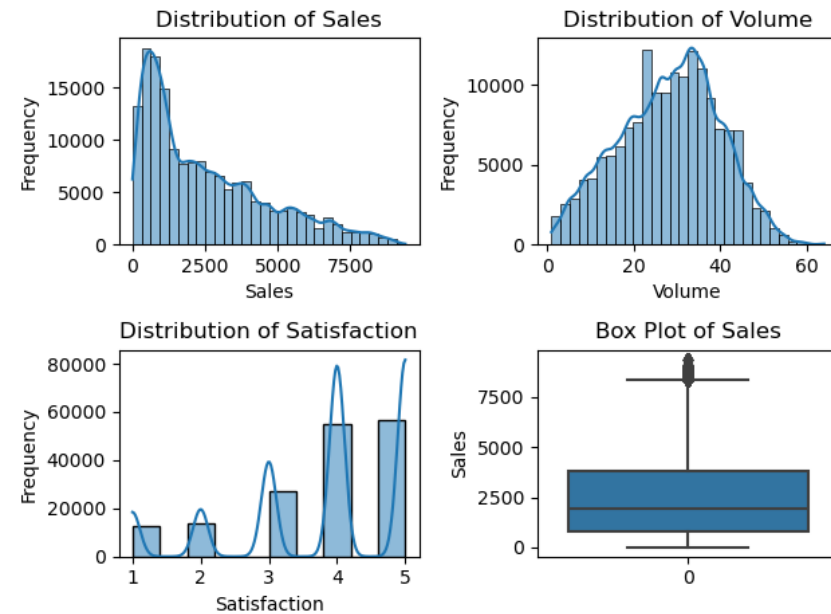 Distribution of Sales
Frequency
15000
10000
5000
0
0 2500 5000 7500
Sales
Distribution of Volume
Frequency
10000
5000
0
0 20 40 60
Volume
Distribution of Satisfaction
Frequency
80000
60000
40000
20000
0
1 2 3 4 5
Satisfaction
Box Plot of Sales
Sales
7500
5000
2500
0
0